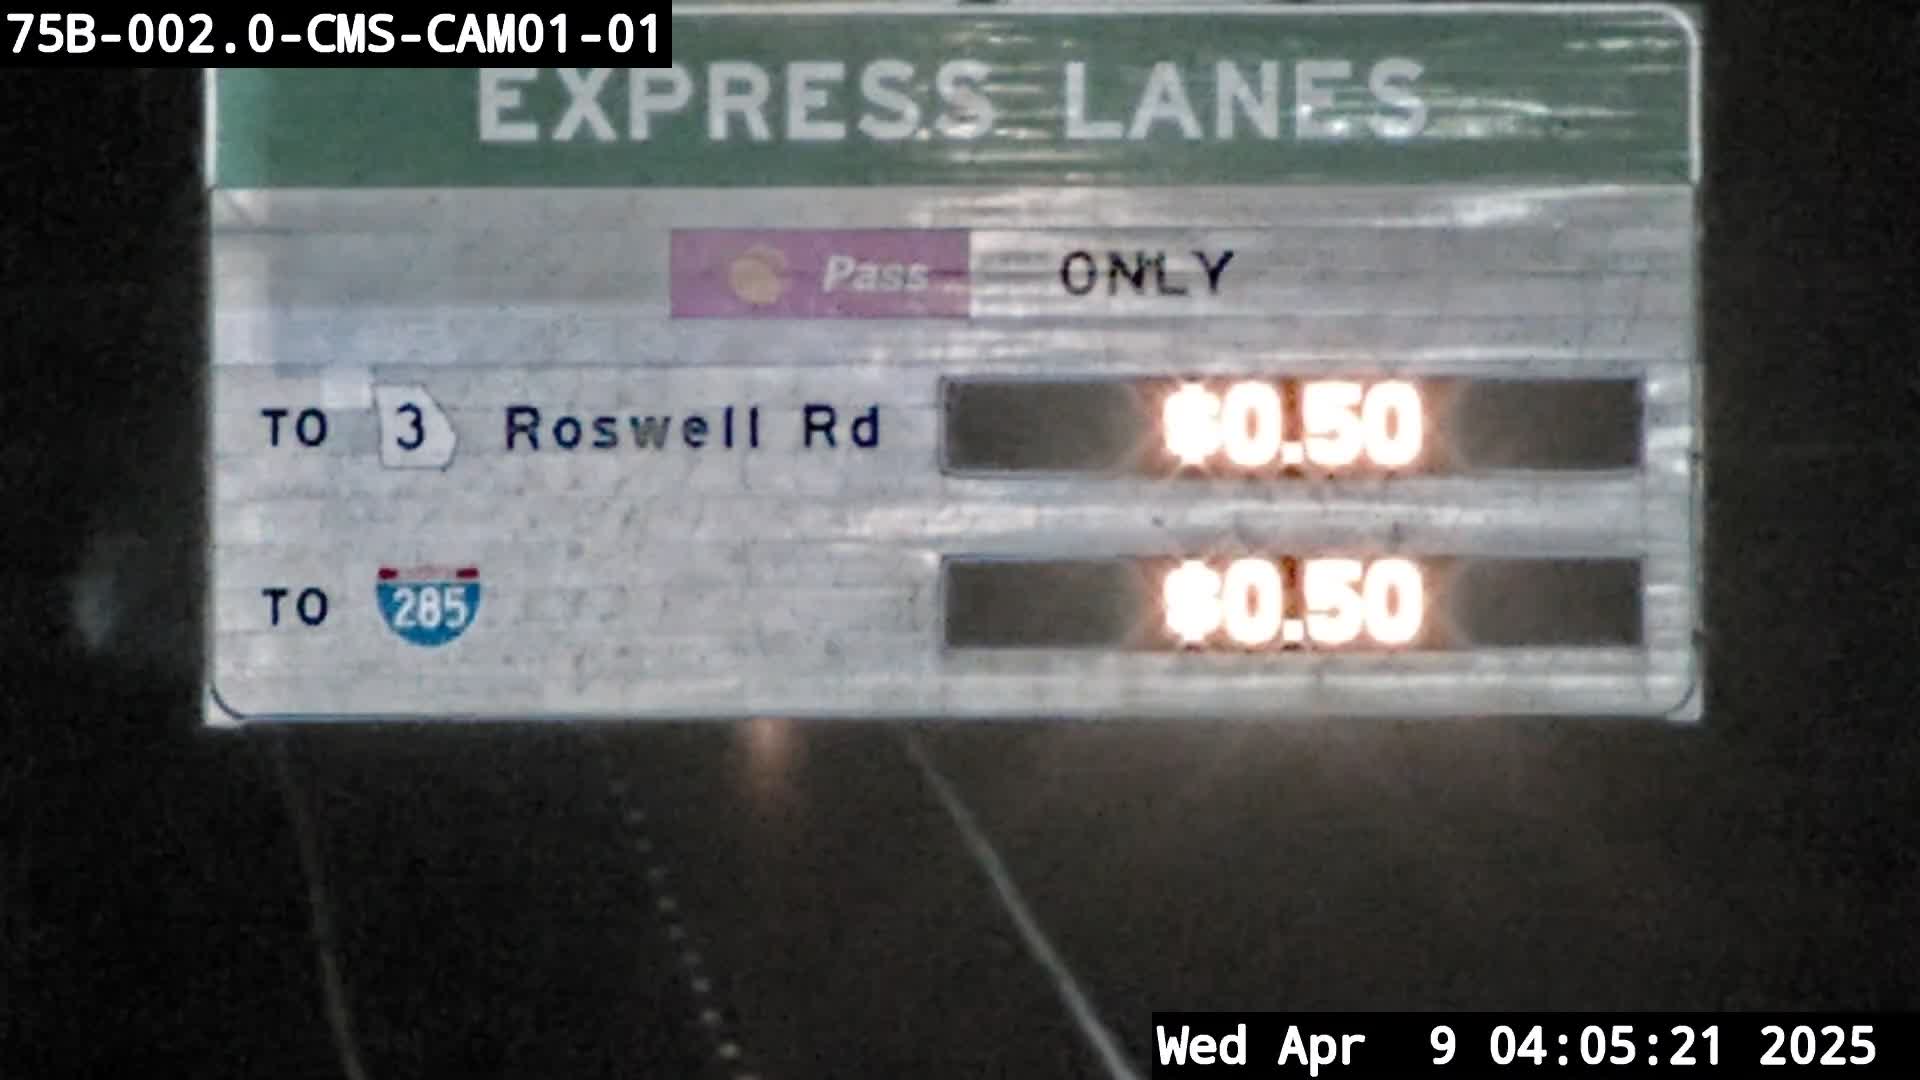 75B-002.0-CMS-CAM01-01
EXPRESS LANES
Pass ONLY
TO 3 Roswell Rd $0.50
TO 285 $0.50
Wed Apr 9 04:05:21 2025